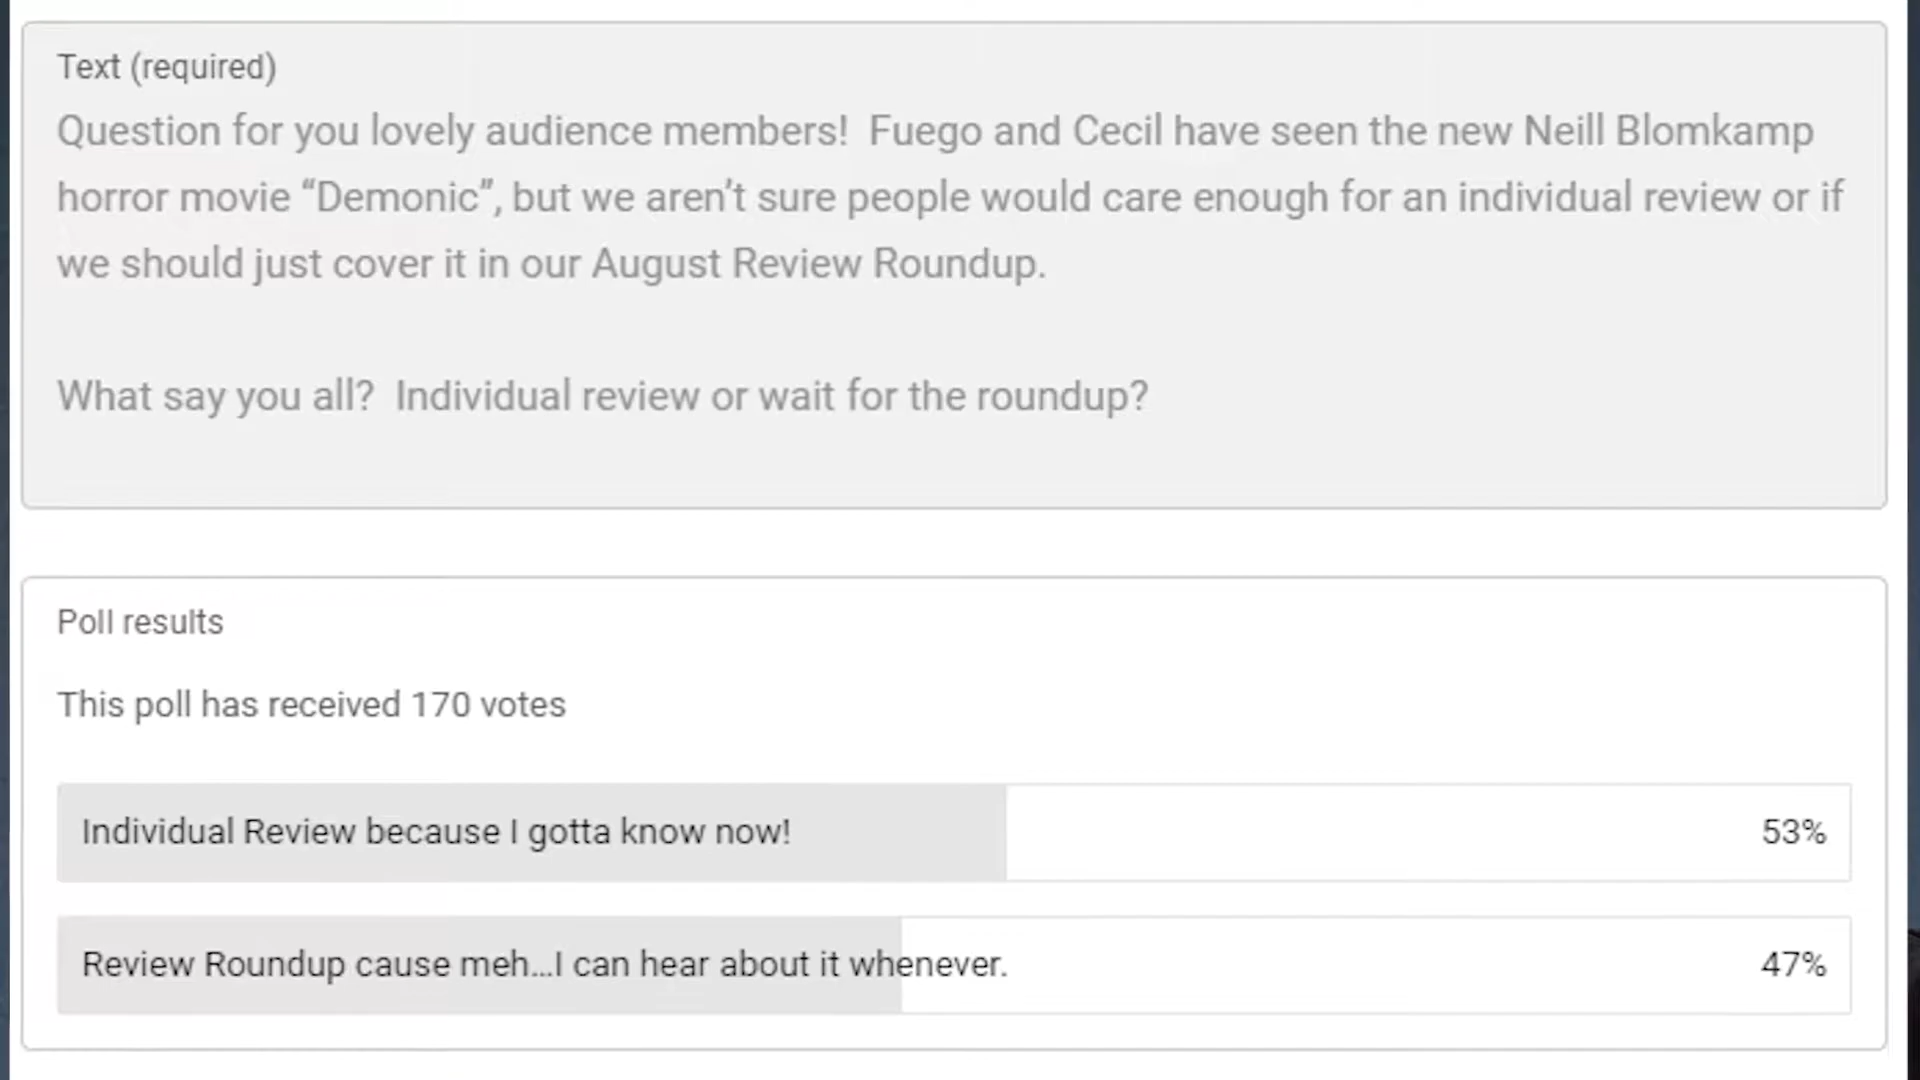 Text (required)
Question for you lovely audience members!  Fuego and Cecil have seen the new Neill Blomkamp
horror movie “Demonic”, but we aren’t sure people would care enough for an individual review or if
we should just cover it in our August Review Roundup.
What say you all?  Individual review or wait for the roundup?
Poll results
This poll has received 170 votes
Individual Review because I gotta know now! 53%
Review Roundup cause meh...I can hear about it whenever. 47%